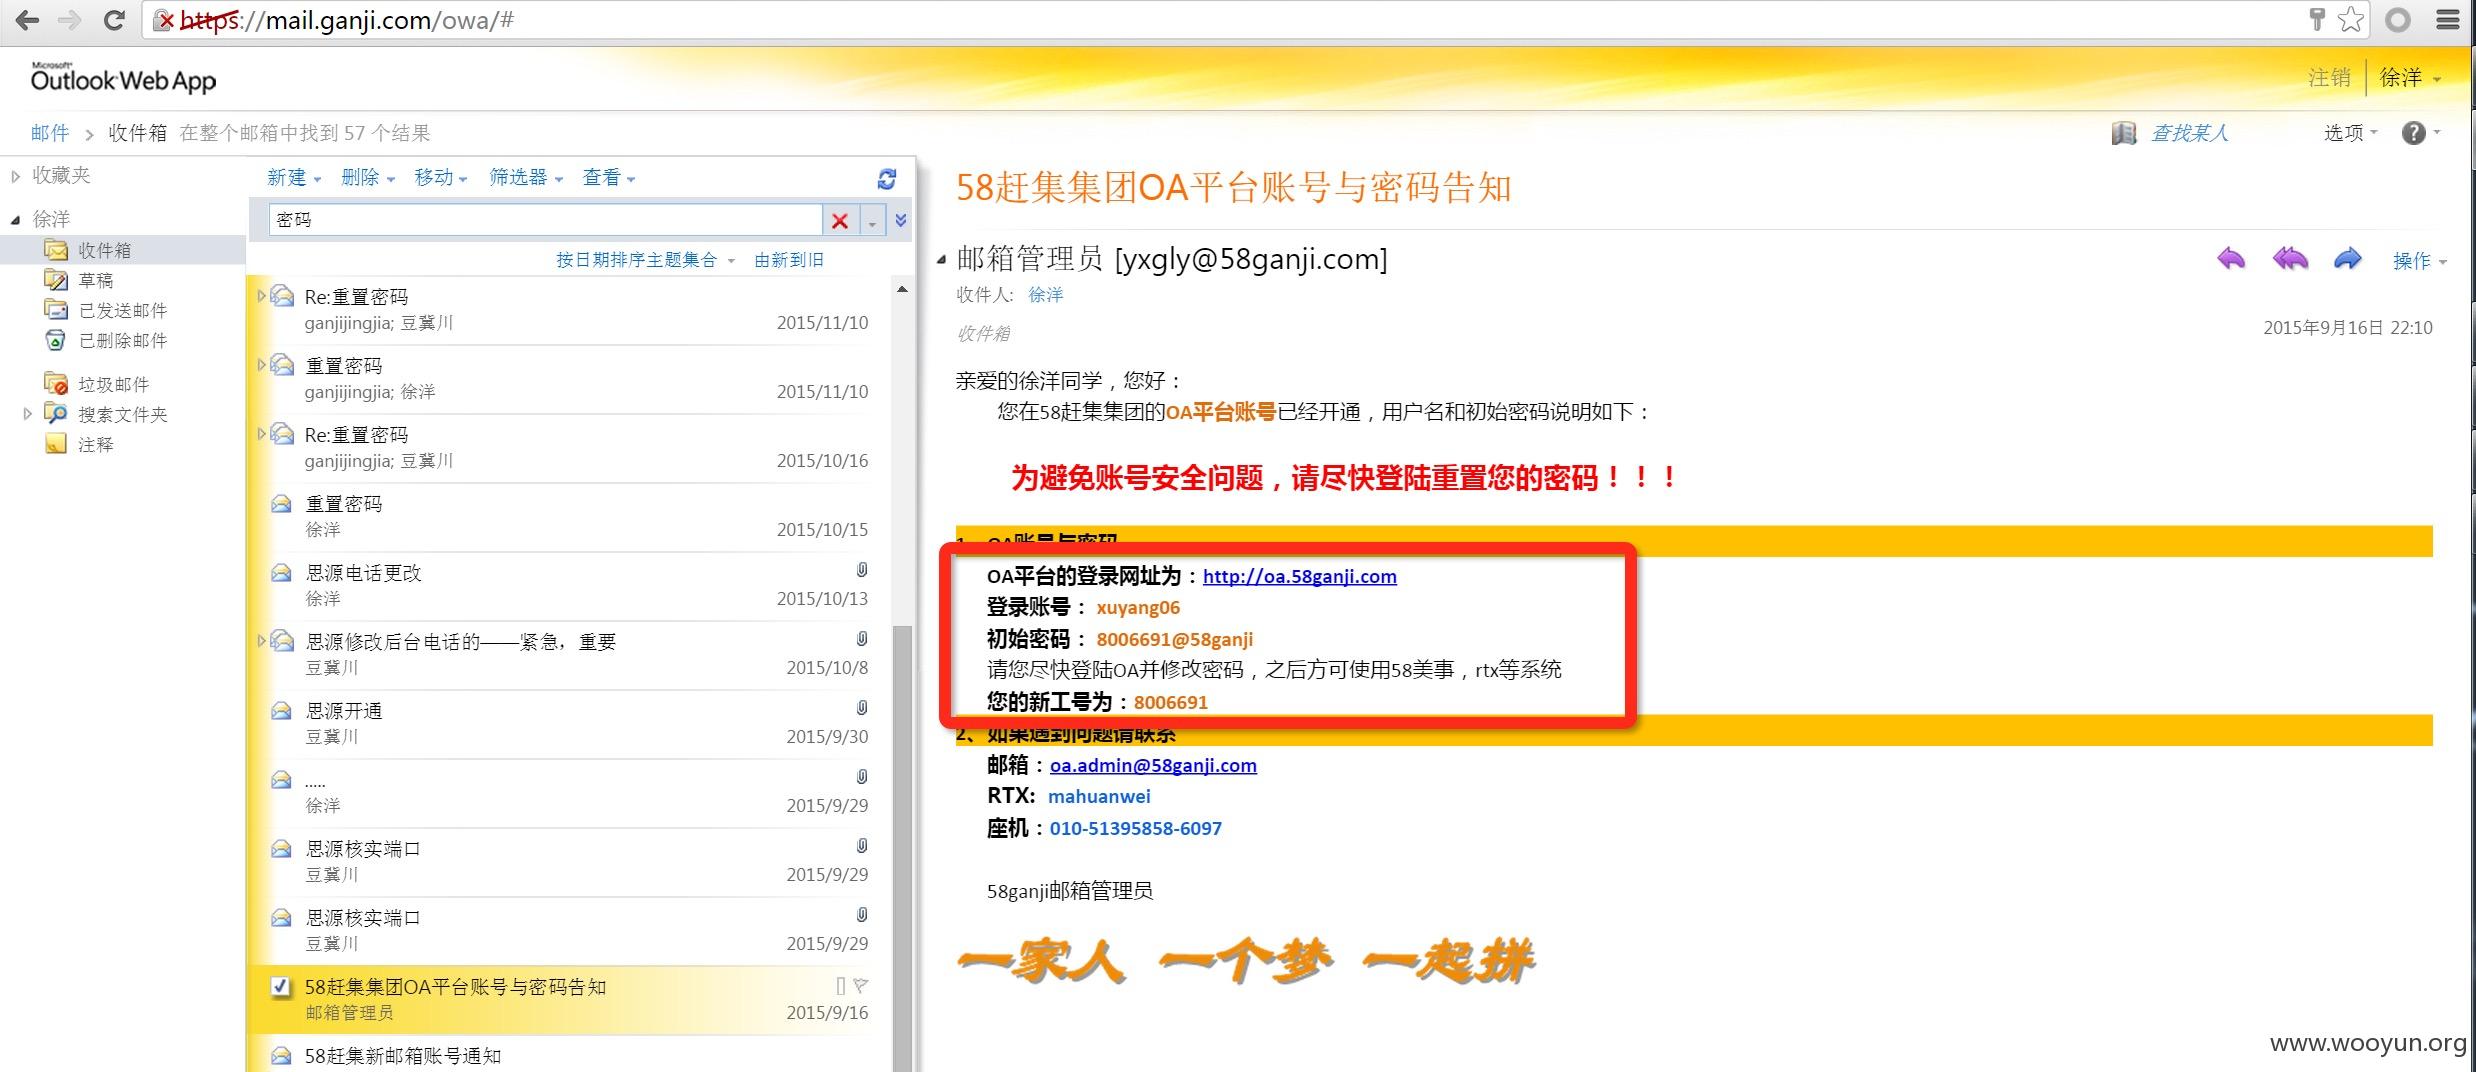 https://mail.ganji.com/owa/#
Microsoft
Outlook Web App
注销
徐洋
邮件 > 收件箱 在整个邮箱中找到 57 个结果
查找某人
选项
收藏夹
徐洋
收件箱
草稿
已发送邮件
已删除邮件
垃圾邮件
搜索文件夹
注释
新建 删除 移动 筛选器 查看
密码
按日期排序主题集合 由新到旧
Re:重置密码
ganjijingjia; 豆冀川 2015/11/10
重置密码
ganjijingjia; 徐洋 2015/11/10
Re:重置密码
ganjijingjia; 豆冀川 2015/10/16
重置密码
徐洋 2015/10/15
思源电话更改
徐洋 2015/10/13
思源修改后台电话的——紧急，重要
豆冀川 2015/10/8
思源开通
豆冀川 2015/9/30
.....
徐洋 2015/9/29
思源核实端口
豆冀川 2015/9/29
思源核实端口
豆冀川 2015/9/29
58赶集集团OA平台账号与密码告知
邮箱管理员 2015/9/16
58赶集新邮箱账号通知
58赶集集团OA平台账号与密码告知
邮箱管理员 [yxgly@58ganji.com]
操作
收件人: 徐洋
收件箱
2015年9月16日 22:10
亲爱的徐洋同学，您好：
您在58赶集集团的OA平台账号已经开通，用户名和初始密码说明如下：
为避免账号安全问题，请尽快登陆重置您的密码！！！
1、OA账号与密码
OA平台的登录网址为：http://oa.58ganji.com
登录账号： xuyang06
初始密码： 8006691@58ganji
请您尽快登陆OA并修改密码，之后方可使用58美事，rtx等系统
您的新工号为：8006691
2、如果遇到问题请联系
邮箱：oa.admin@58ganji.com
RTX: mahuanwei
座机：010-51395858-6097
58ganji邮箱管理员
一家人 一个梦 一起拼
www.wooyun.org